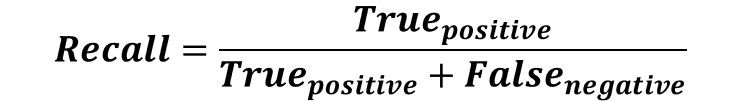 Recall = True_positive / True_positive + False_negative